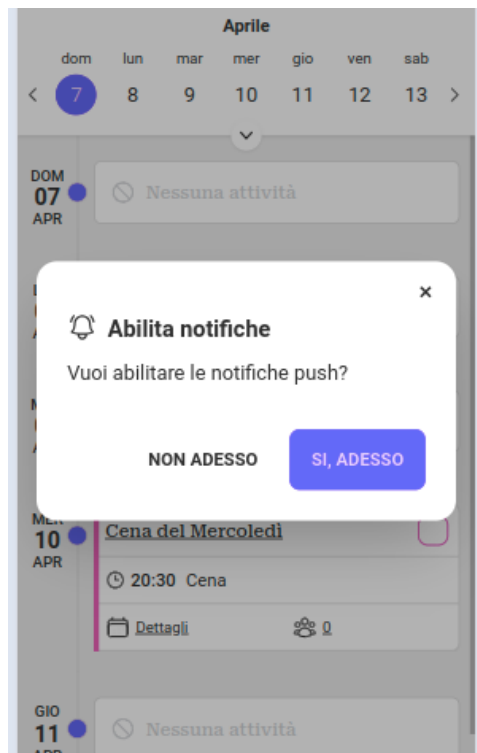 Aprile
dom lun mar mer gio ven sab
7 8 9 10 11 12 13
DOM
07
APR
Nessuna attività
Abilita notifiche
Vuoi abilitare le notifiche push?
NON ADESSO SI, ADESSO
MER
10
APR
Cena del Mercoledì
20:30 Cena
Dettagli 0
GIO
11
APR
Nessuna attività